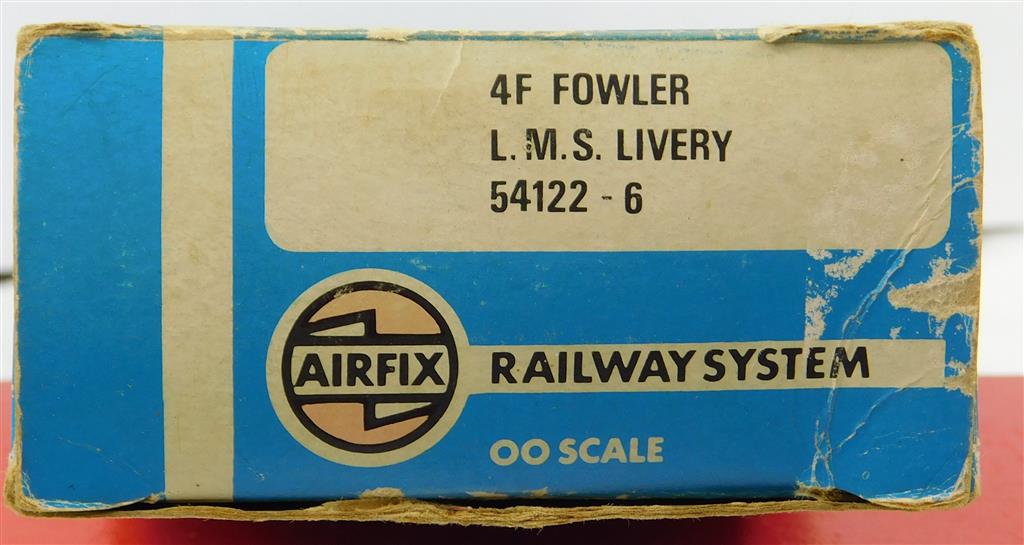 4F FOWLER
L.M.S. LIVERY
54122-6
AIRFIX RAILWAY SYSTEM
OO SCALE